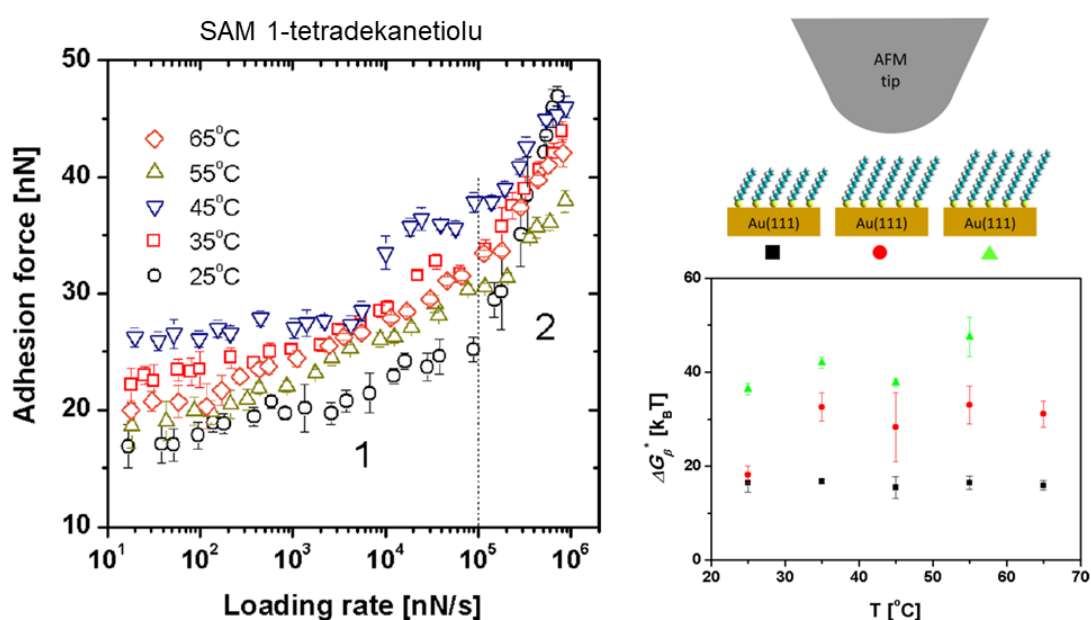 SAM 1-tetradekanetiolu
50
40
30
20
10
Adhesion force [nN]
65°C
55°C
45°C
35°C
25°C
1
2
10¹ 10² 10³ 10⁴ 10⁵ 10⁶
Loading rate [nN/s]
AFM
tip
Au(111) Au(111) Au(111)
60
40
20
0
ΔG*β [kBT]
20 30 40 50 60 70
T [°C]